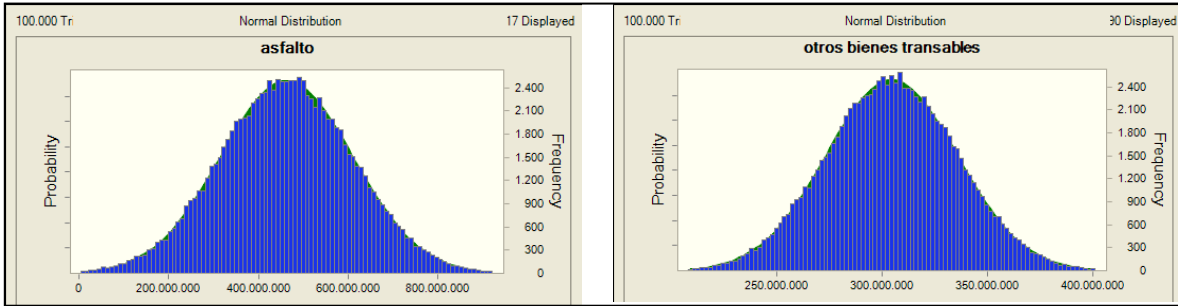 100.000 Tri Normal Distribution 17 Displayed
asfalto
Probability
2.400
2.100
1.800
1.500
1.200
900
600
300
0
Frequency
0 200.000.000 400.000.000 600.000.000 800.000.000
100.000 Tri Normal Distribution 30 Displayed
otros bienes transables
Probability
2.400
2.100
1.800
1.500
1.200
900
600
300
0
Frequency
250.000.000 300.000.000 350.000.000 400.000.000